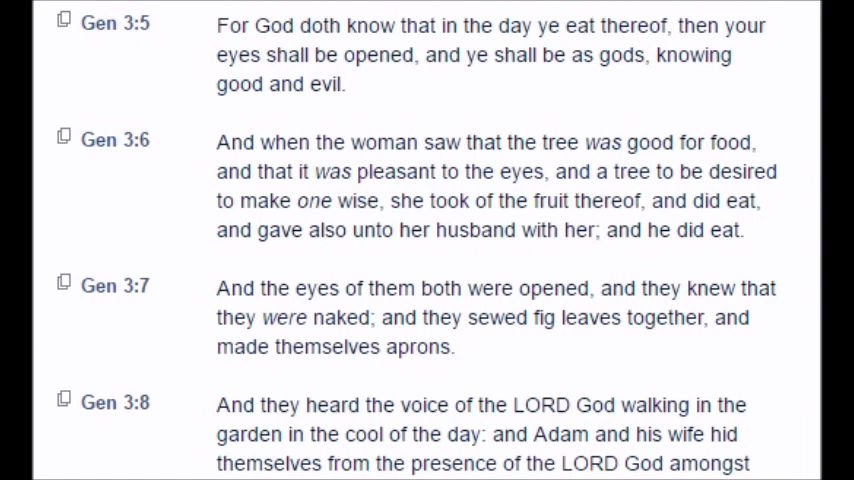 Gen 3:5 For God doth know that in the day ye eat thereof, then your
eyes shall be opened, and ye shall be as gods, knowing
good and evil.
Gen 3:6 And when the woman saw that the tree was good for food,
and that it was pleasant to the eyes, and a tree to be desired
to make one wise, she took of the fruit thereof, and did eat,
and gave also unto her husband with her; and he did eat.
Gen 3:7 And the eyes of them both were opened, and they knew that
they were naked; and they sewed fig leaves together, and
made themselves aprons.
Gen 3:8 And they heard the voice of the LORD God walking in the
garden in the cool of the day: and Adam and his wife hid
themselves from the presence of the LORD God amongst